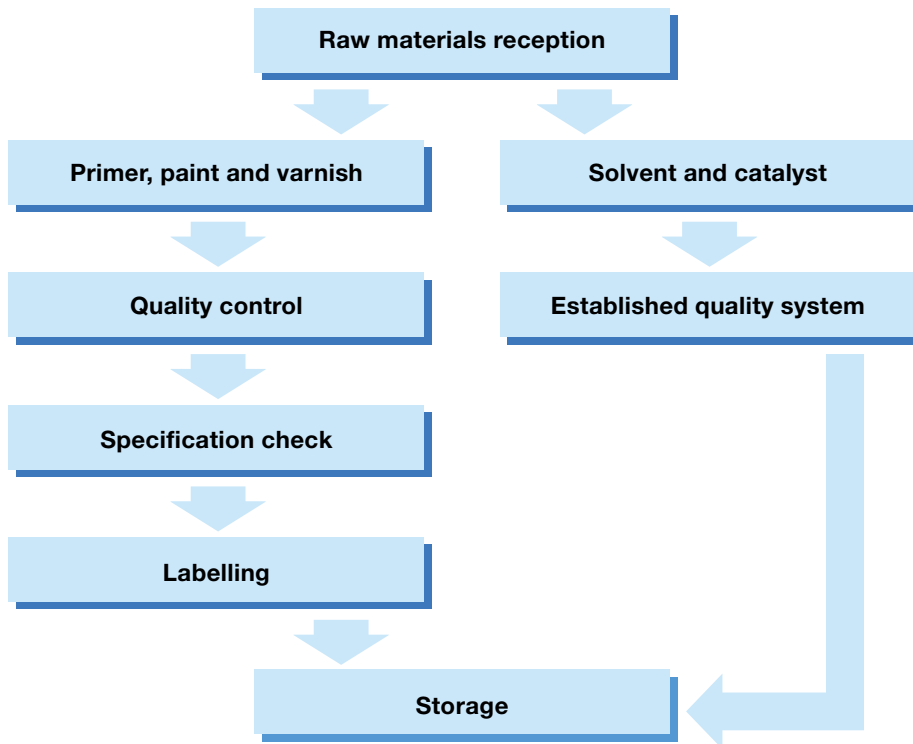 Raw materials reception
Primer, paint and varnish
Solvent and catalyst
Quality control
Established quality system
Specification check
Labelling
Storage